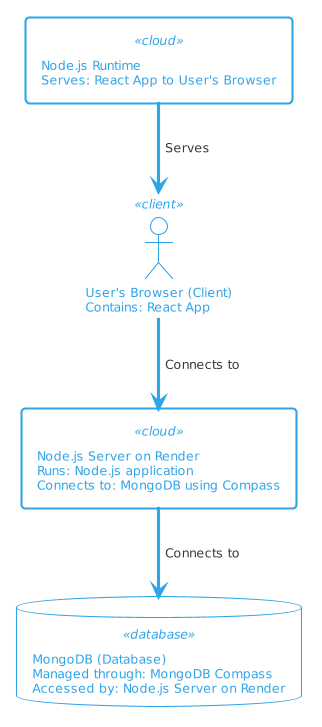 «cloud»
Node.js Runtime
Serves: React App to User's Browser
Serves
«client»
User's Browser (Client)
Contains: React App
Connects to
«cloud»
Node.js Server on Render
Runs: Node.js application
Connects to: MongoDB using Compass
Connects to
«database»
MongoDB (Database)
Managed through: MongoDB Compass
Accessed by: Node.js Server on Render